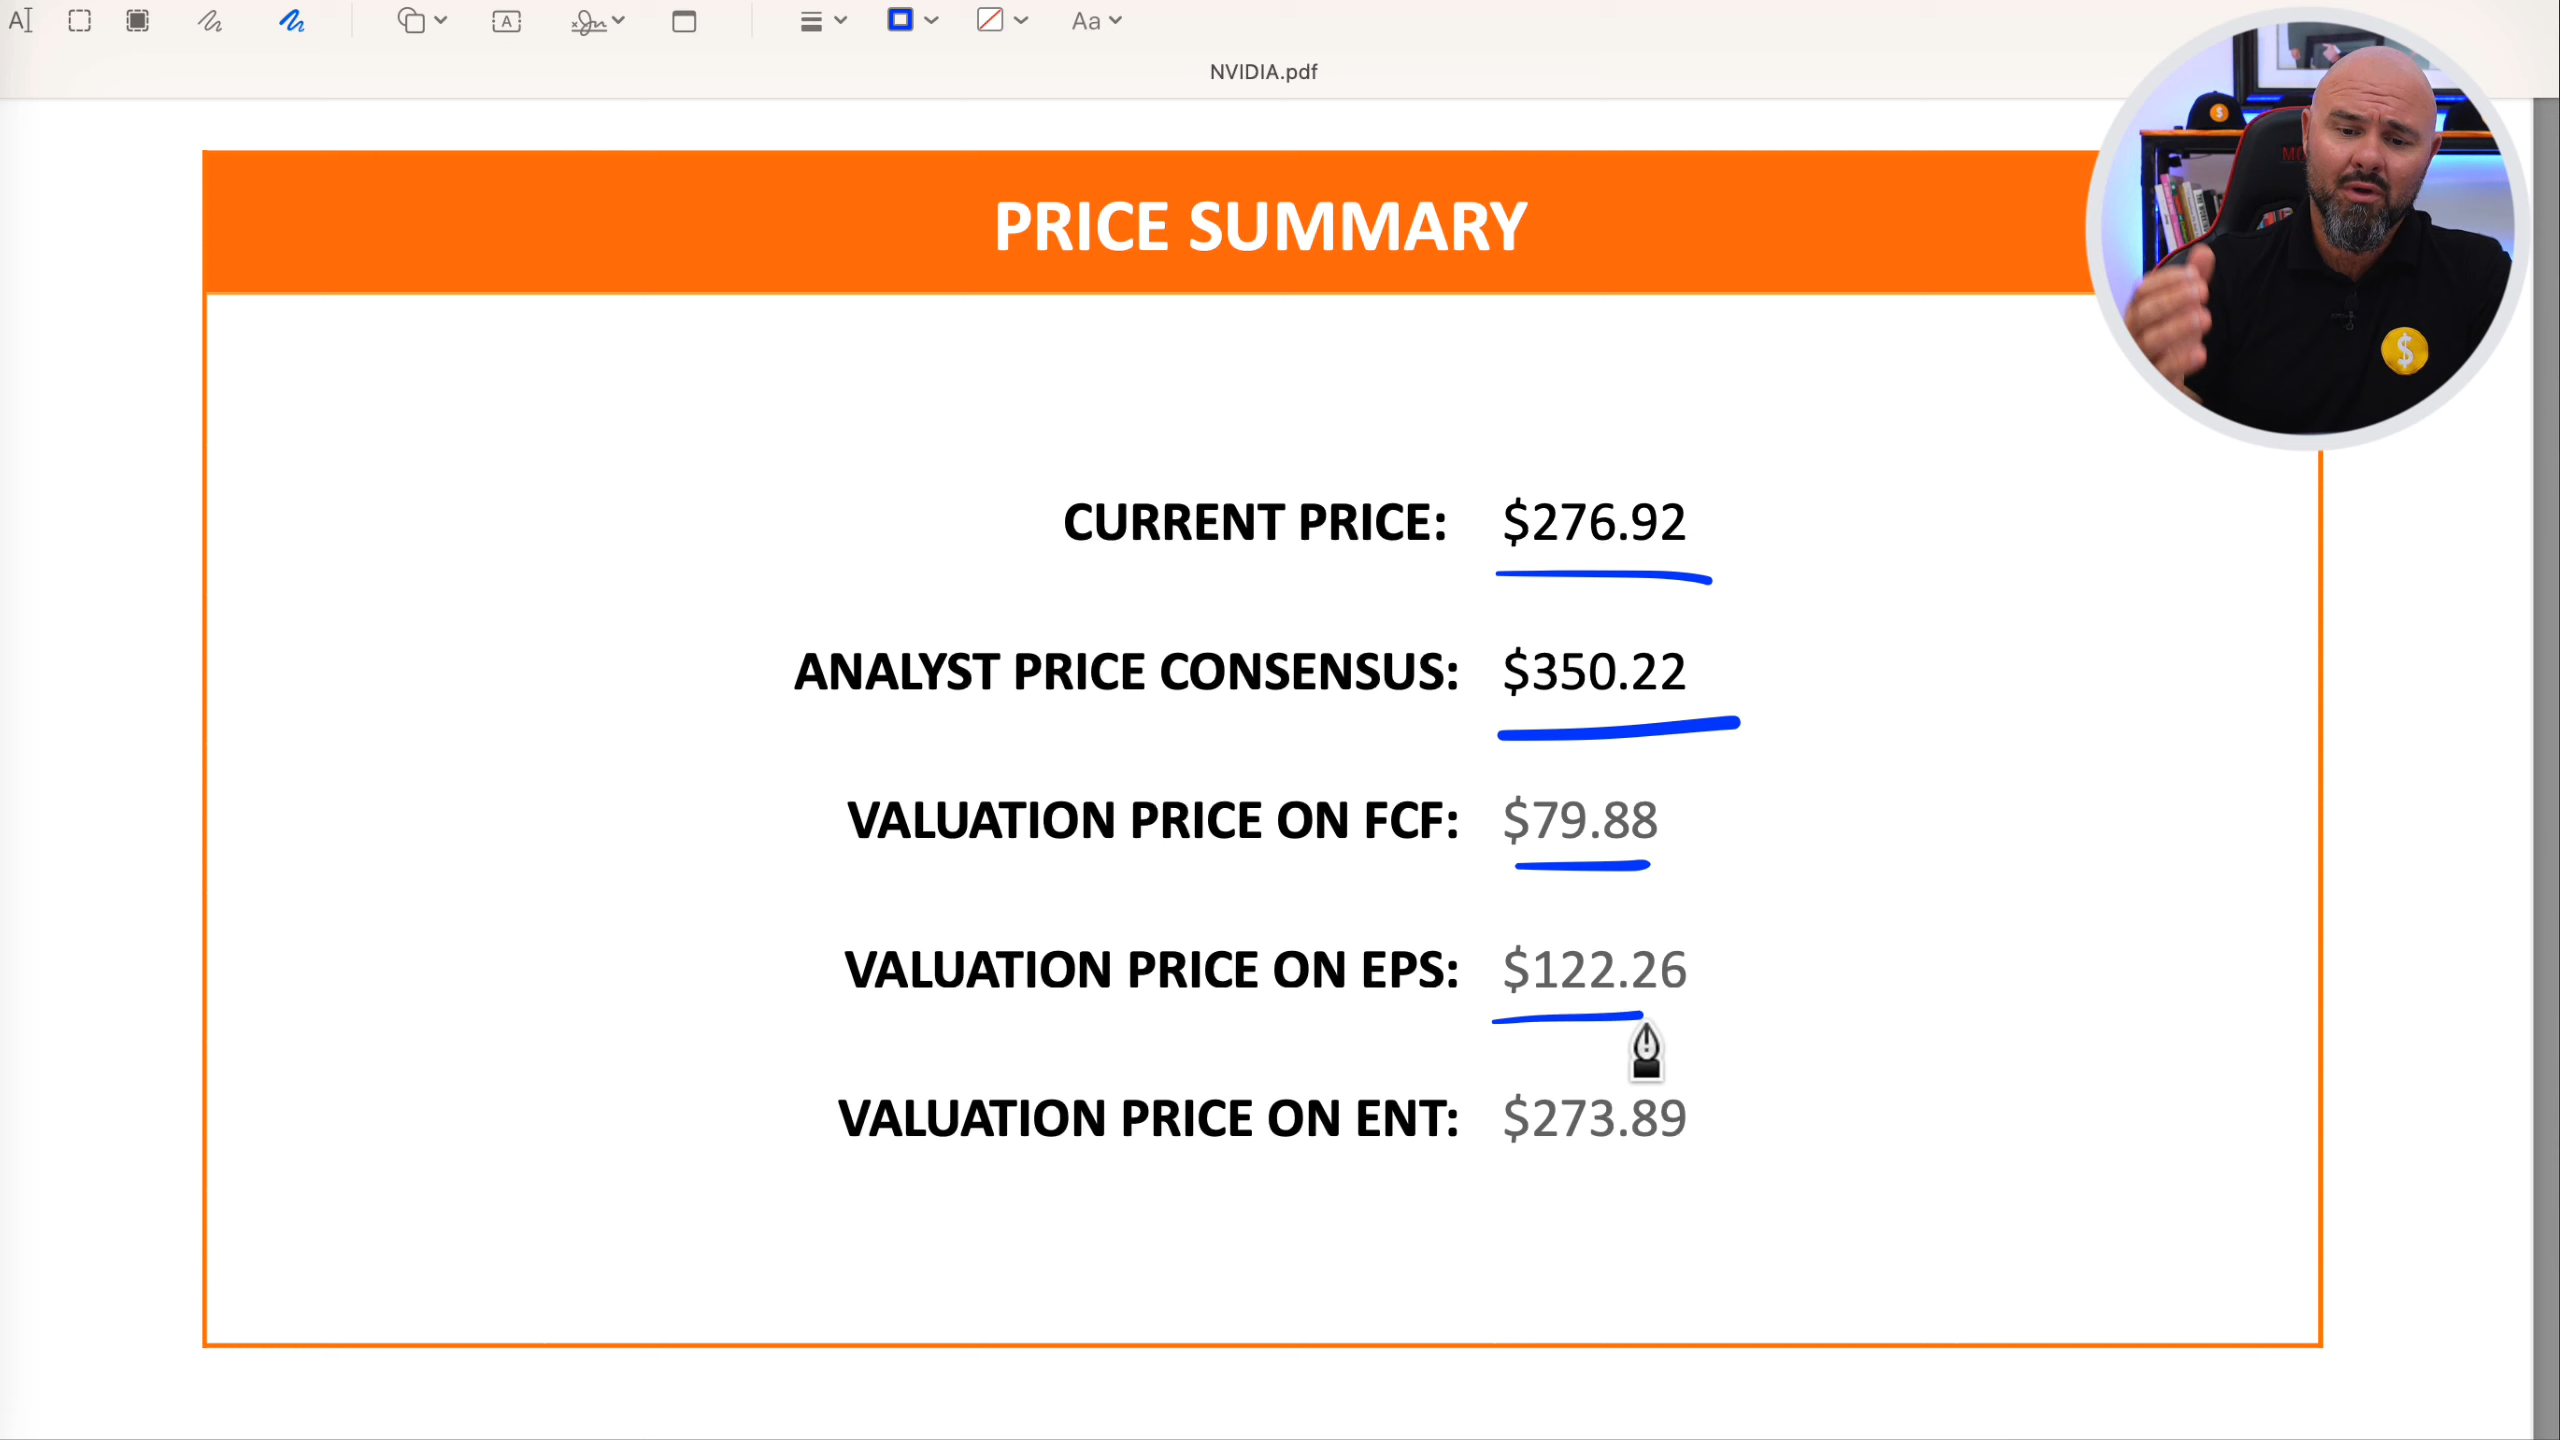 NVIDIA.pdf
PRICE SUMMARY
CURRENT PRICE: $276.92
ANALYST PRICE CONSENSUS: $350.22
VALUATION PRICE ON FCF: $79.88
VALUATION PRICE ON EPS: $122.26
VALUATION PRICE ON ENT: $273.89
A
A
Aa
$
$